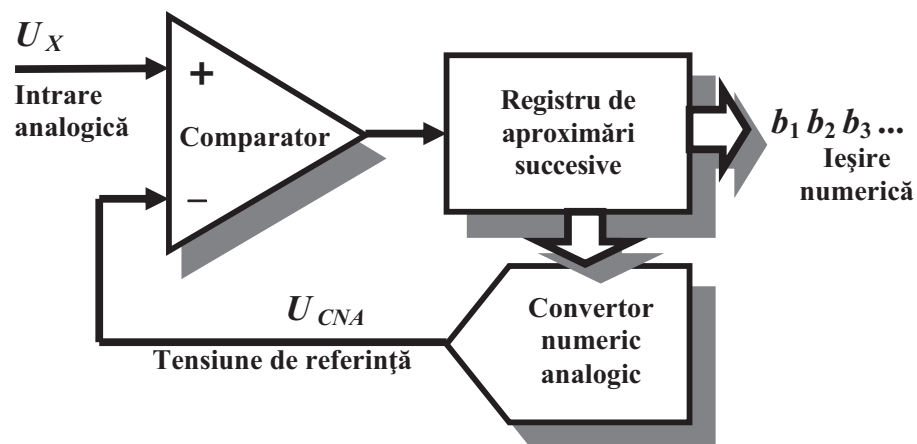 U X
Intrare
analogică
+
Comparator
–
Registru de
aproximări
succesive
b1 b2 b3 ...
Ieşire
numerică
U CNA
Tensiune de referinţă
Convertor
numeric
analogic